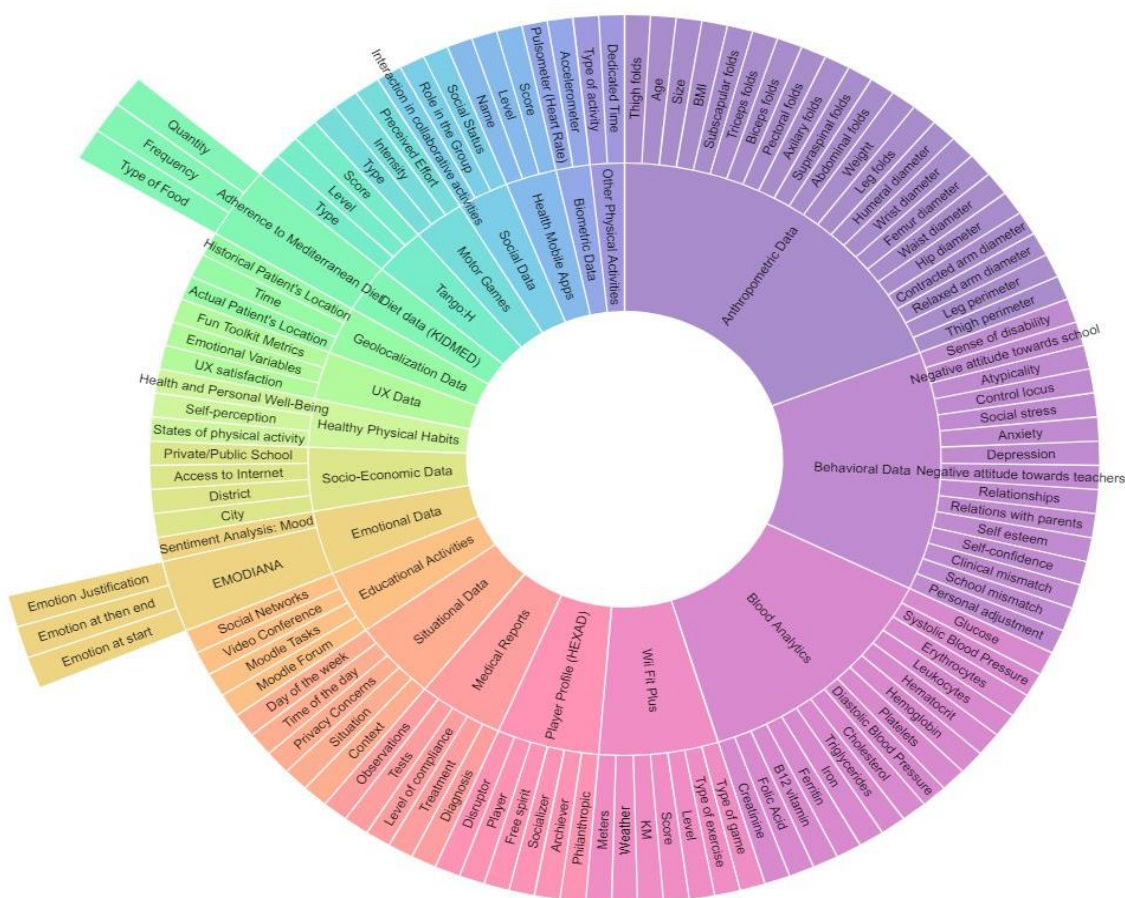 Anthropometric Data
Thigh folds
Age
Size
BMI
Subscapular folds
Triceps folds
Biceps folds
Pectoral folds
Axilary folds
Supraspinal folds
Abdominal folds
Weight
Leg folds
Humeral diameter
Wrist diameter
Femur diameter
Waist diameter
Hip diameter
Contracted arm diameter
Relaxed arm diameter
Leg perimeter
Thigh perimeter
Behavioral Data
Sense of disability
Negative attitude towards school
Atypicality
Control locus
Social stress
Anxiety
Depression
Negative attitude towards teachers
Relationships
Relations with parents
Self esteem
Self-confidence
Clinical mismatch
School mismatch
Personal adjustment
Blood Analytics
Glucose
Systolic Blood Pressure
Erythrocytes
Leukocytes
Hematocrit
Hemoglobin
Platelets
Diastolic Blood Pressure
Cholesterol
Triglycerides
Iron
Ferritin
B12 vitamin
Folic Acid
Creatinine
Wii Fit Plus
Type of game
Type of exercise
Level
Score
KM
Weather
Meters
Player Profile (HEXAD)
Philanthropic
Archiever
Socializer
Free spirit
Player
Disruptor
Medical Reports
Diagnosis
Treatment
Level of compliance
Tests
Observations
Situational Data
Context
Situation
Privacy Concerns
Time of the day
Day of the week
Educational Activities
Moodle Forum
Moodle Tasks
Video Conference
Social Networks
Emotional Data
EMODIANA
Emotion at start
Emotion at then end
Emotion Justification
Sentiment Analysis: Mood
Socio-Economic Data
City
District
Access to Internet
Private/Public School
Healthy Physical Habits
States of physical activity
Self-perception
Health and Personal Well-Being
UX Data
UX satisfaction
Emotional Variables
Fun Toolkit Metrics
Geolocalization Data
Actual Patient's Location
Time
Historical Patient's Location
Diet data (KIDMED)
Adherence to Mediterranean Diet
Type of Food
Frequency
Quantity
Tango:H
Type
Level
Score
Motor Games
Type
Intensity
Perceived Effort
Social Data
Interaction in collaborative activities
Role in the Group
Social Status
Health Mobile Apps
Name
Level
Score
Biometric Data
Pulsometer (Heart Rate)
Accelerometer
Other Physical Activities
Type of activity
Dedicated Time